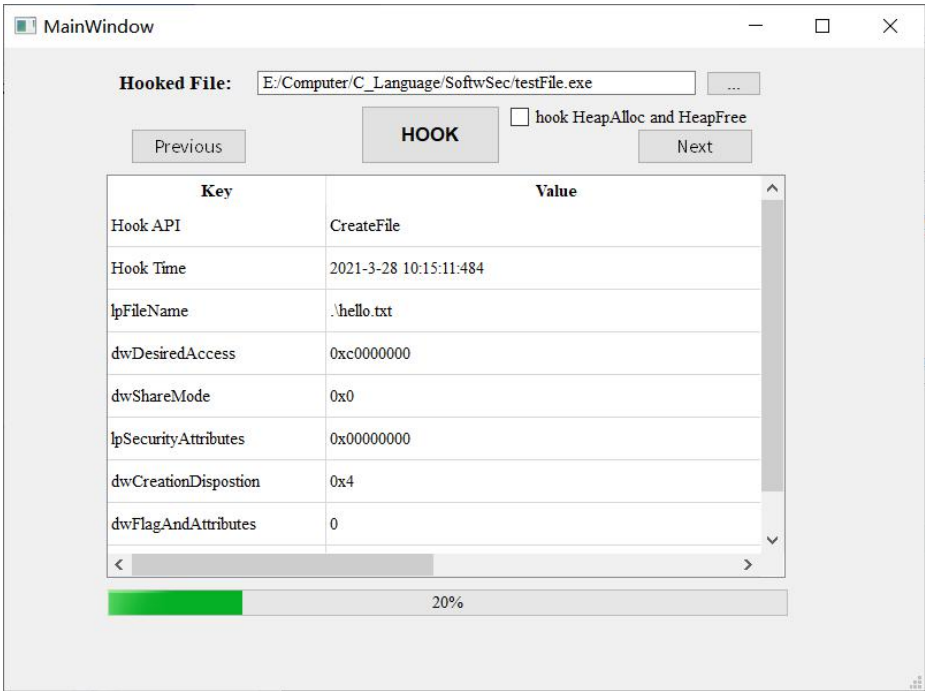 MainWindow
Hooked File: E:/Computer/C_Language/SoftwSec/testFile.exe ...
HOOK hook HeapAlloc and HeapFree
Previous Next
Key Value
Hook API CreateFile
Hook Time 2021-3-28 10:15:11:484
lpFileName .\hello.txt
dwDesiredAccess 0xc0000000
dwShareMode 0x0
lpSecurityAttributes 0x00000000
dwCreationDispostion 0x4
dwFlagAndAttributes 0
20%